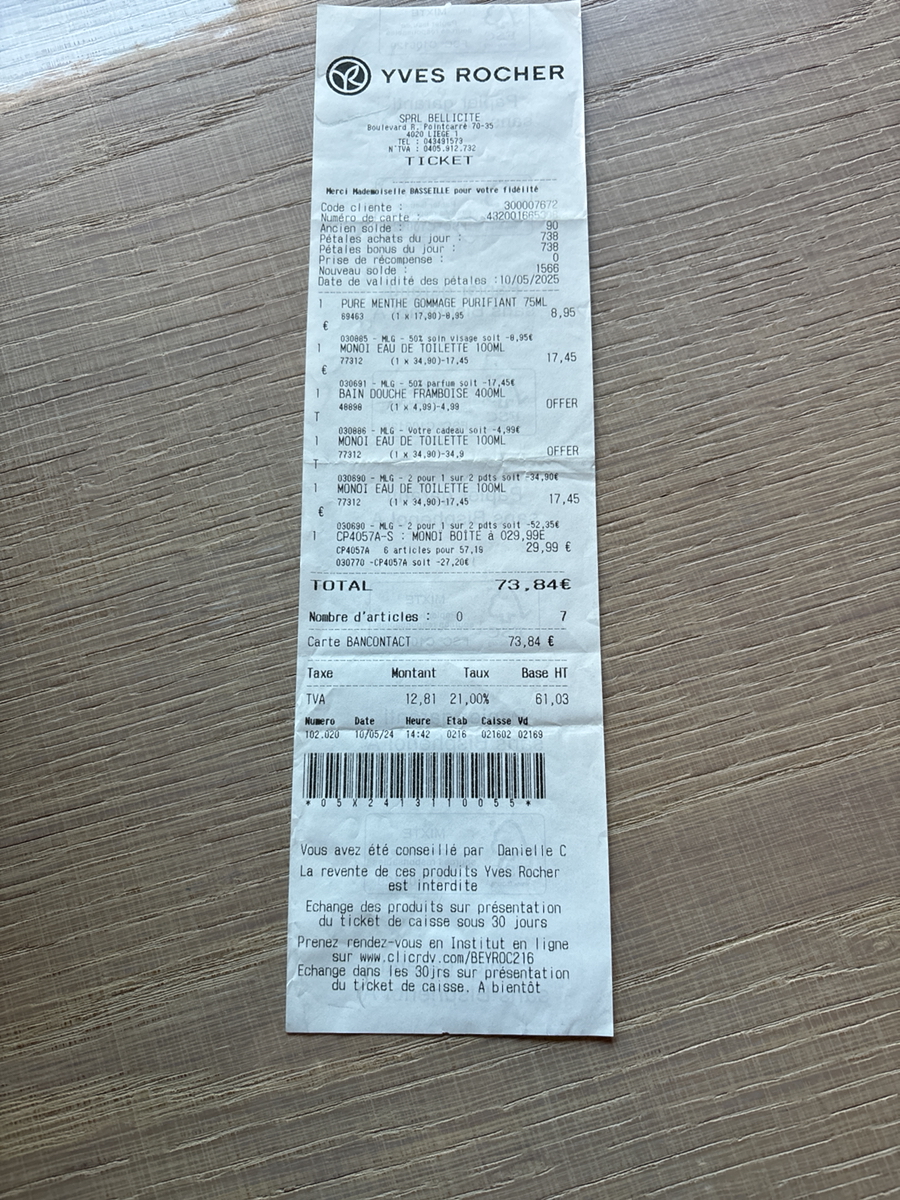 YVES ROCHER
SPRL BELLICITE
Boulevard R. Pointcarré 70-35
4020 LIEGE 1
TEL : 043491573
N°TVA : 0405.912.732
TICKET
Merci Mademoiselle BASSEILLE pour votre fidélité
Code cliente : 300007672
Numéro de carte :
Ancien solde : 90
Pétales achats du jour : 738
Pétales bonus du jour : 738
Prise de récompense : 0
Nouveau solde : 1566
Date de validité des pétales :10/05/2025
1 PURE MENTHE GOMMAGE PURIFIANT 75ML
69463 (1 x 17,90)-8,95 8,95
€
030885 - MLG - 50% soin visage soit -8,95€
1 MONOI EAU DE TOILETTE 100ML
77312 (1 x 34,90)-17,45 17,45
€
030691 - MLG - 50% parfum soit -17,45€
1 BAIN DOUCHE FRAMBOISE 400ML
48898 (1 x 4,99)-4,99 OFFER
T
030886 - MLG - Votre cadeau soit -4,99€
1 MONOI EAU DE TOILETTE 100ML
77312 (1 x 34,90)-34,9 OFFER
T
030690 - MLG - 2 pour 1 sur 2 pdts soit -34,90€
1 MONOI EAU DE TOILETTE 100ML
77312 (1 x 34,90)-17,45 17,45
€
030690 - MLG - 2 pour 1 sur 2 pdts soit -52,35€
1 CP4057A-S : MONOI BOITE à 029,99E
CP4057A 6 articles pour 57,19 29,99 €
030770 -CP4057A soit -27,20€
TOTAL 73,84€
Nombre d'articles : 0 7
Carte BANCONTACT 73,84 €
Taxe Montant Taux Base HT
TVA 12,81 21,00% 61,03
Numero Date Heure Etab Caisse Vd
102.020 10/05/24 14:42 0216 021602 02169
*05X2413110055*
Vous avez été conseillé par Danielle C
La revente de ces produits Yves Rocher
est interdite
Echange des produits sur présentation
du ticket de caisse sous 30 jours
Prenez rendez-vous en Institut en ligne
sur www.clicrdv.com/BEYROC216
Echange dans les 30jrs sur présentation
du ticket de caisse. A bientôt